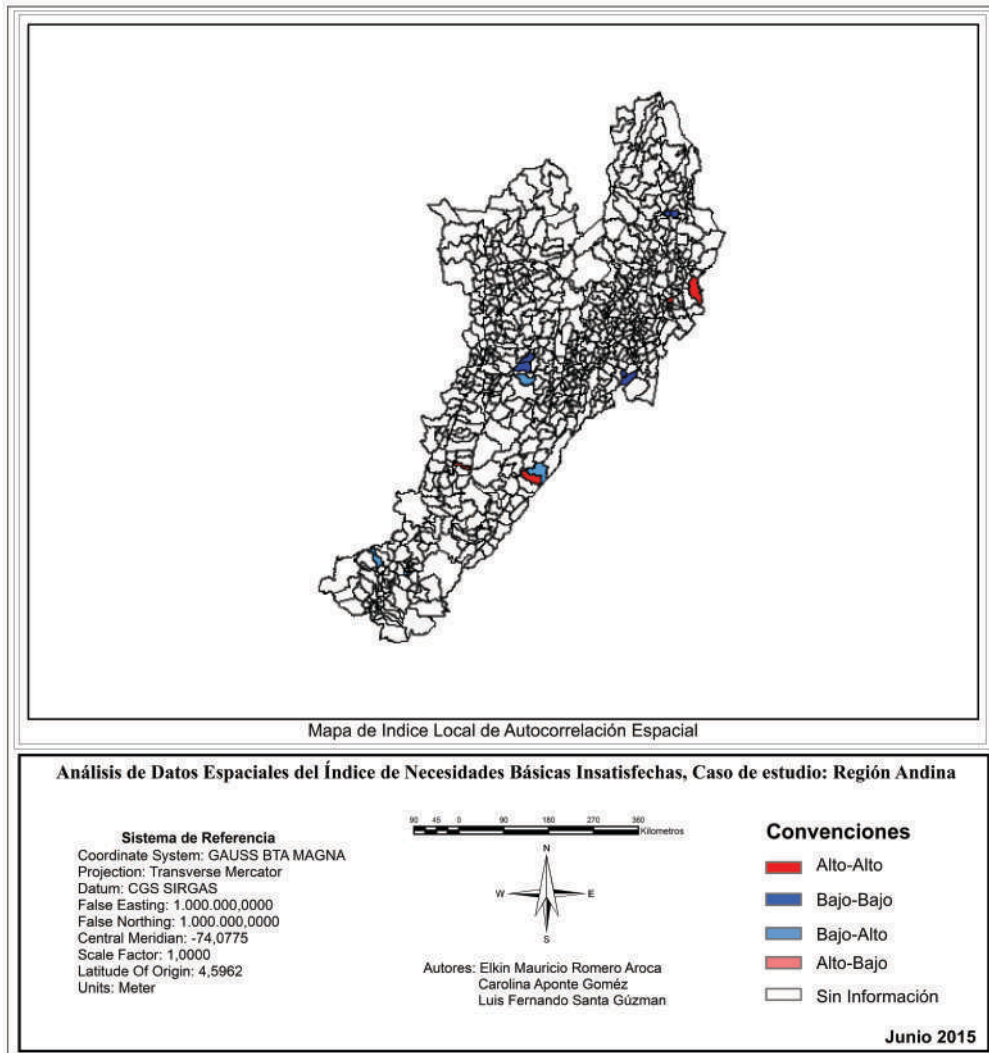 Mapa de Indice Local de Autocorrelación Espacial
Análisis de Datos Espaciales del Índice de Necesidades Básicas Insatisfechas, Caso de estudio: Región Andina
Sistema de Referencia
Coordinate System: GAUSS BTA MAGNA
Projection: Transverse Mercator
Datum: CGS SIRGAS
False Easting: 1.000.000,0000
False Northing: 1.000.000,0000
Central Meridian: -74,0775
Scale Factor: 1,0000
Latitude Of Origin: 4,5962
Units: Meter
90 45 0 90 180 270 360
Kilometros
N
W E
S
Autores: Elkin Mauricio Romero Aroca
Carolina Aponte Goméz
Luis Fernando Santa Gúzman
Convenciones
Alto-Alto
Bajo-Bajo
Bajo-Alto
Alto-Bajo
Sin Información
Junio 2015